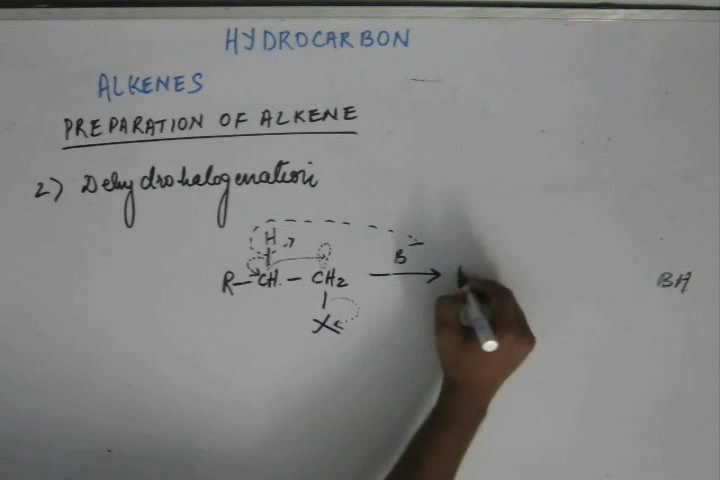 HYDROCARBON
ALKENES
PREPARATION OF ALKENE
2) Dehydrohalogenation
H
B⁻
R-CH-CH2
BH
X